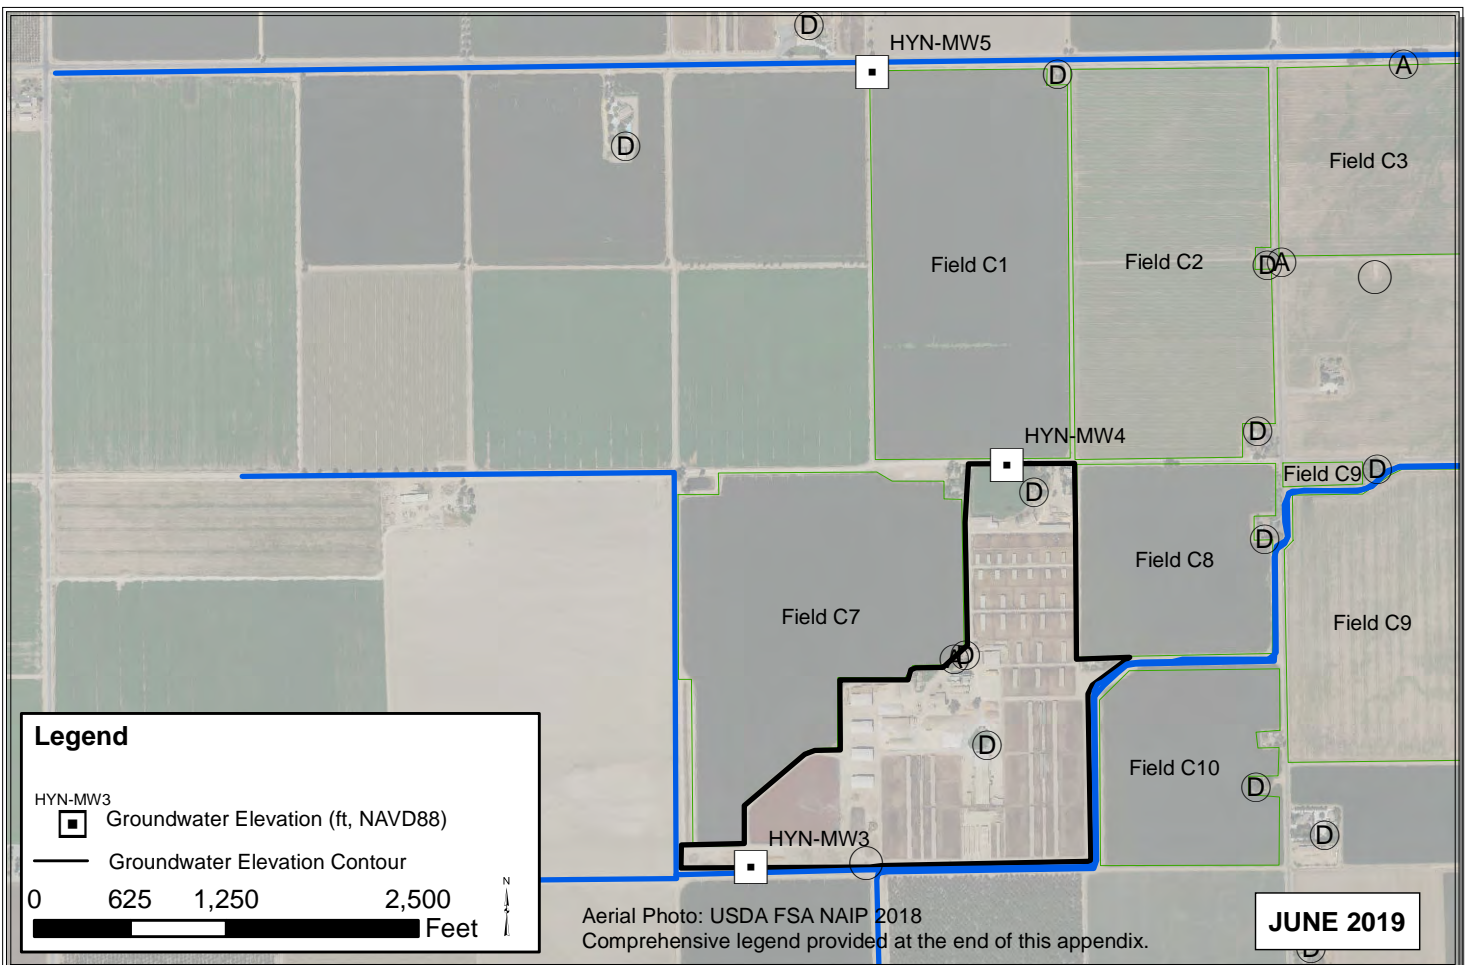 D
HYN-MW5
D
A
D
Field C3
Field C1
Field C2
D
A
HYN-MW4
D
D
Field C9
D
D
Field C8
Field C7
Field C9
A
D
D
Field C10
D
D
HYN-MW3
Legend
HYN-MW3
Groundwater Elevation (ft, NAVD88)
Groundwater Elevation Contour
0 625 1,250 2,500
Feet
N
Aerial Photo: USDA FSA NAIP 2018
Comprehensive legend provided at the end of this appendix.
JUNE 2019
D